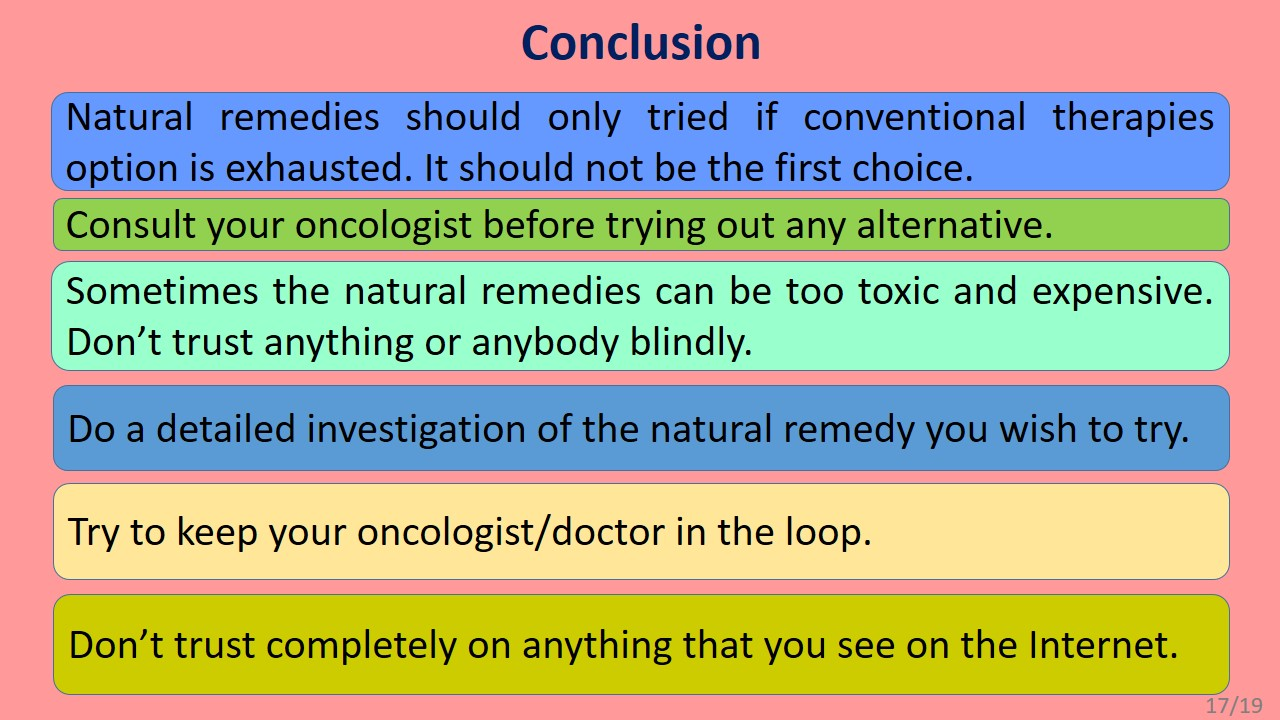 Conclusion
Natural remedies should only tried if conventional therapies
option is exhausted. It should not be the first choice.
Consult your oncologist before trying out any alternative.
Sometimes the natural remedies can be too toxic and expensive.
Don’t trust anything or anybody blindly.
Do a detailed investigation of the natural remedy you wish to try.
Try to keep your oncologist/doctor in the loop.
Don’t trust completely on anything that you see on the Internet.
17/19